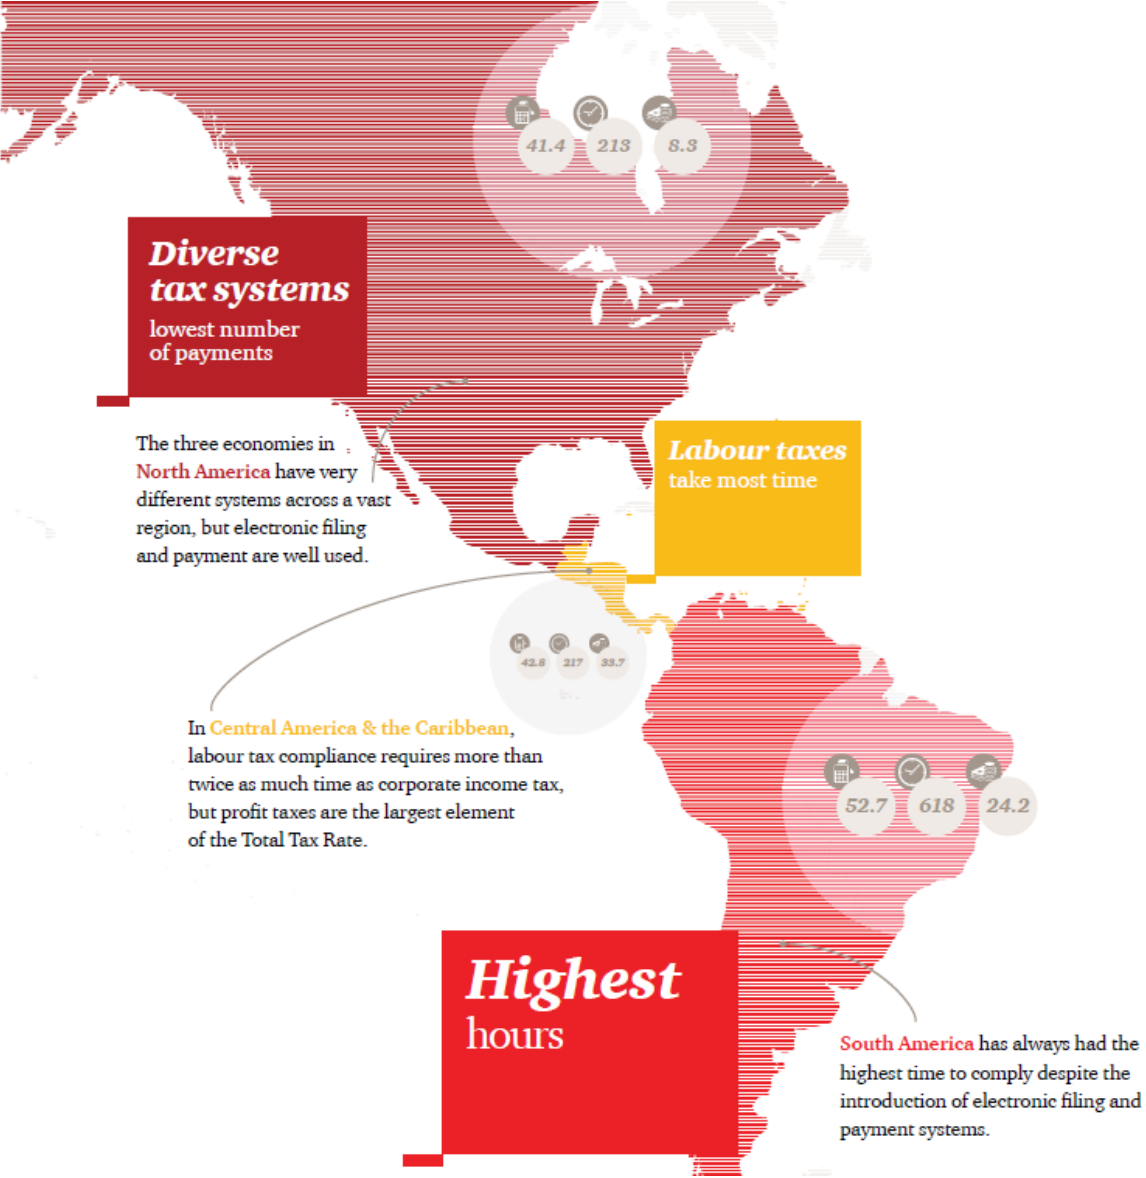 41.4 213 8.3
Diverse
tax systems
lowest number
of payments
The three economies in
North America have very
different systems across a vast
region, but electronic filing
and payment are well used.
Labour taxes
take most time
42.8 217 33.7
In Central America & the Caribbean,
labour tax compliance requires more than
twice as much time as corporate income tax,
but profit taxes are the largest element
of the Total Tax Rate.
52.7 618 24.2
Highest
hours
South America has always had the
highest time to comply despite the
introduction of electronic filing and
payment systems.